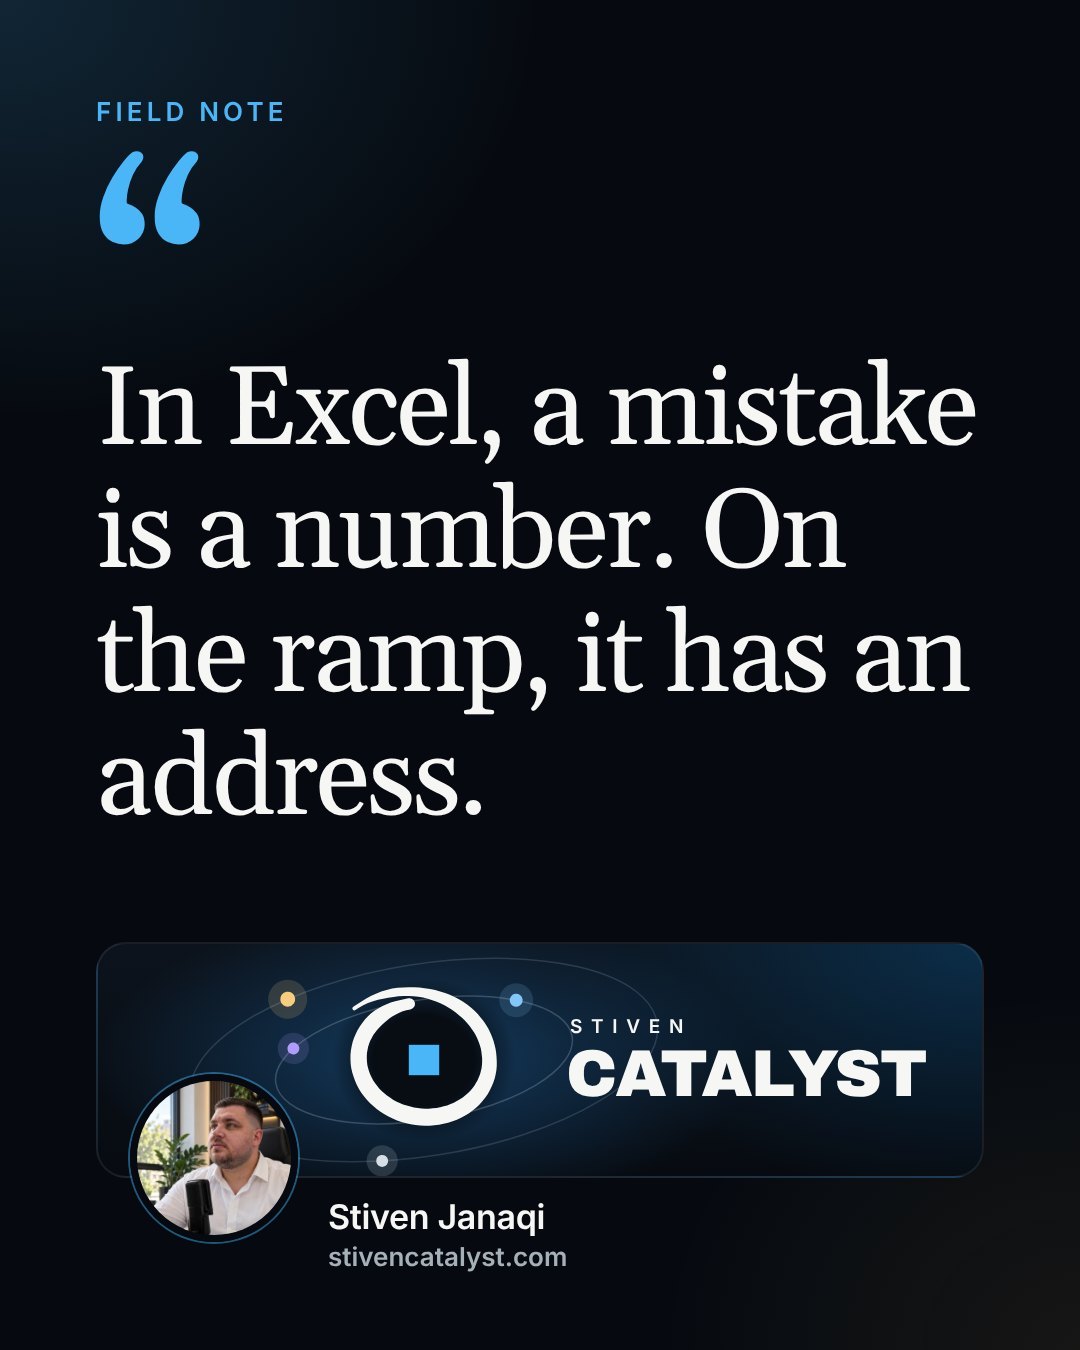 FIELD NOTE
“
In Excel, a mistake
is a number. On
the ramp, it has an
address.
STIVEN
CATALYST
Stiven Janaqi
stivencatalyst.com